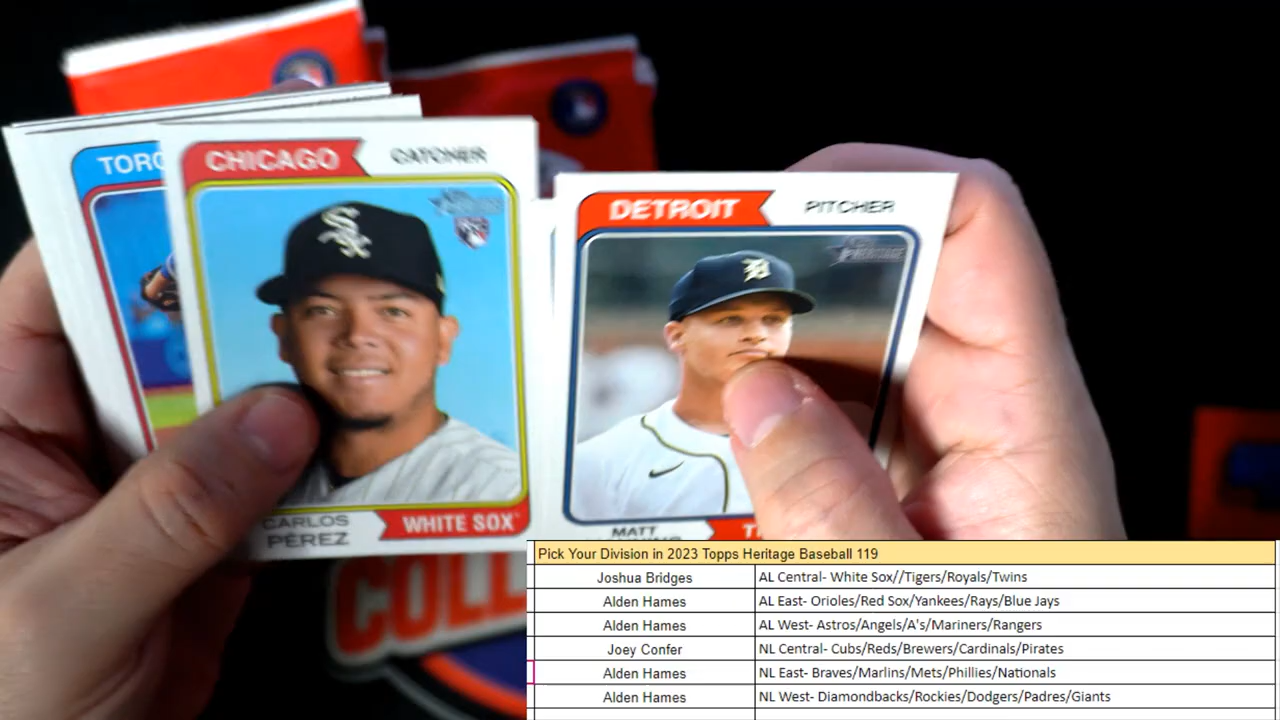 TORO
CHICAGO
CATCHER
CARLOS
PÉREZ
WHITE SOX
DETROIT
PITCHER
HERITAGE
MATT
COLL
Pick Your Division in 2023 Topps Heritage Baseball 119
Joshua Bridges AL Central- White Sox//Tigers/Royals/Twins
Alden Hames AL East- Orioles/Red Sox/Yankees/Rays/Blue Jays
Alden Hames AL West- Astros/Angels/A's/Mariners/Rangers
Joey Confer NL Central- Cubs/Reds/Brewers/Cardinals/Pirates
Alden Hames NL East- Braves/Marlins/Mets/Phillies/Nationals
Alden Hames NL West- Diamondbacks/Rockies/Dodgers/Padres/Giants